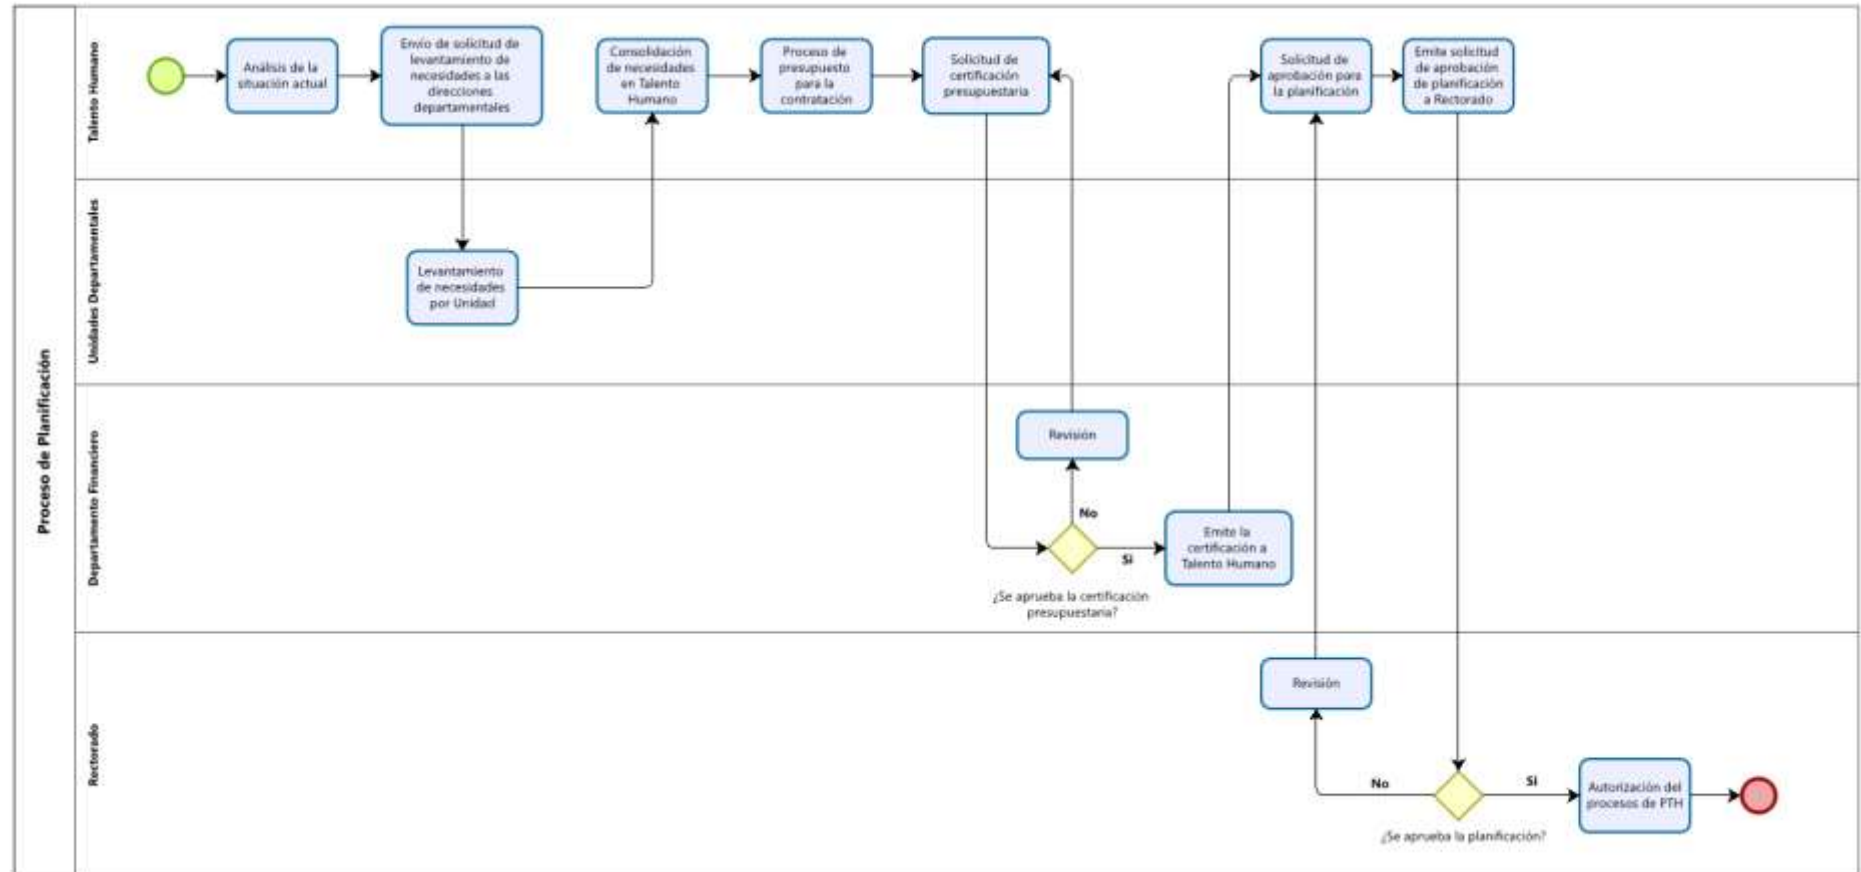 Proceso de Planificación
Talento Humano
Análisis de la
situación actual
Envío de solicitud de
levantamiento de
necesidades a las
direcciones
departamentales
Consolidación
de necesidades
en Talento
Humano
Proceso de
presupuesto
para la
contratación
Solicitud de
certificación
presupuestaria
Solicitud de
aprobación para
la planificación
Emite solicitud
de aprobación
de planificación
a Rectorado
Unidades Departamentales
Levantamiento
de necesidades
por Unidad
Departamento Financiero
Revisión
No
Si
Emite la
certificación a
Talento Humano
¿Se aprueba la certificación
presupuestaria?
Rectorado
Revisión
No
Si
Autorización del
procesos de PTH
¿Se aprueba la planificación?